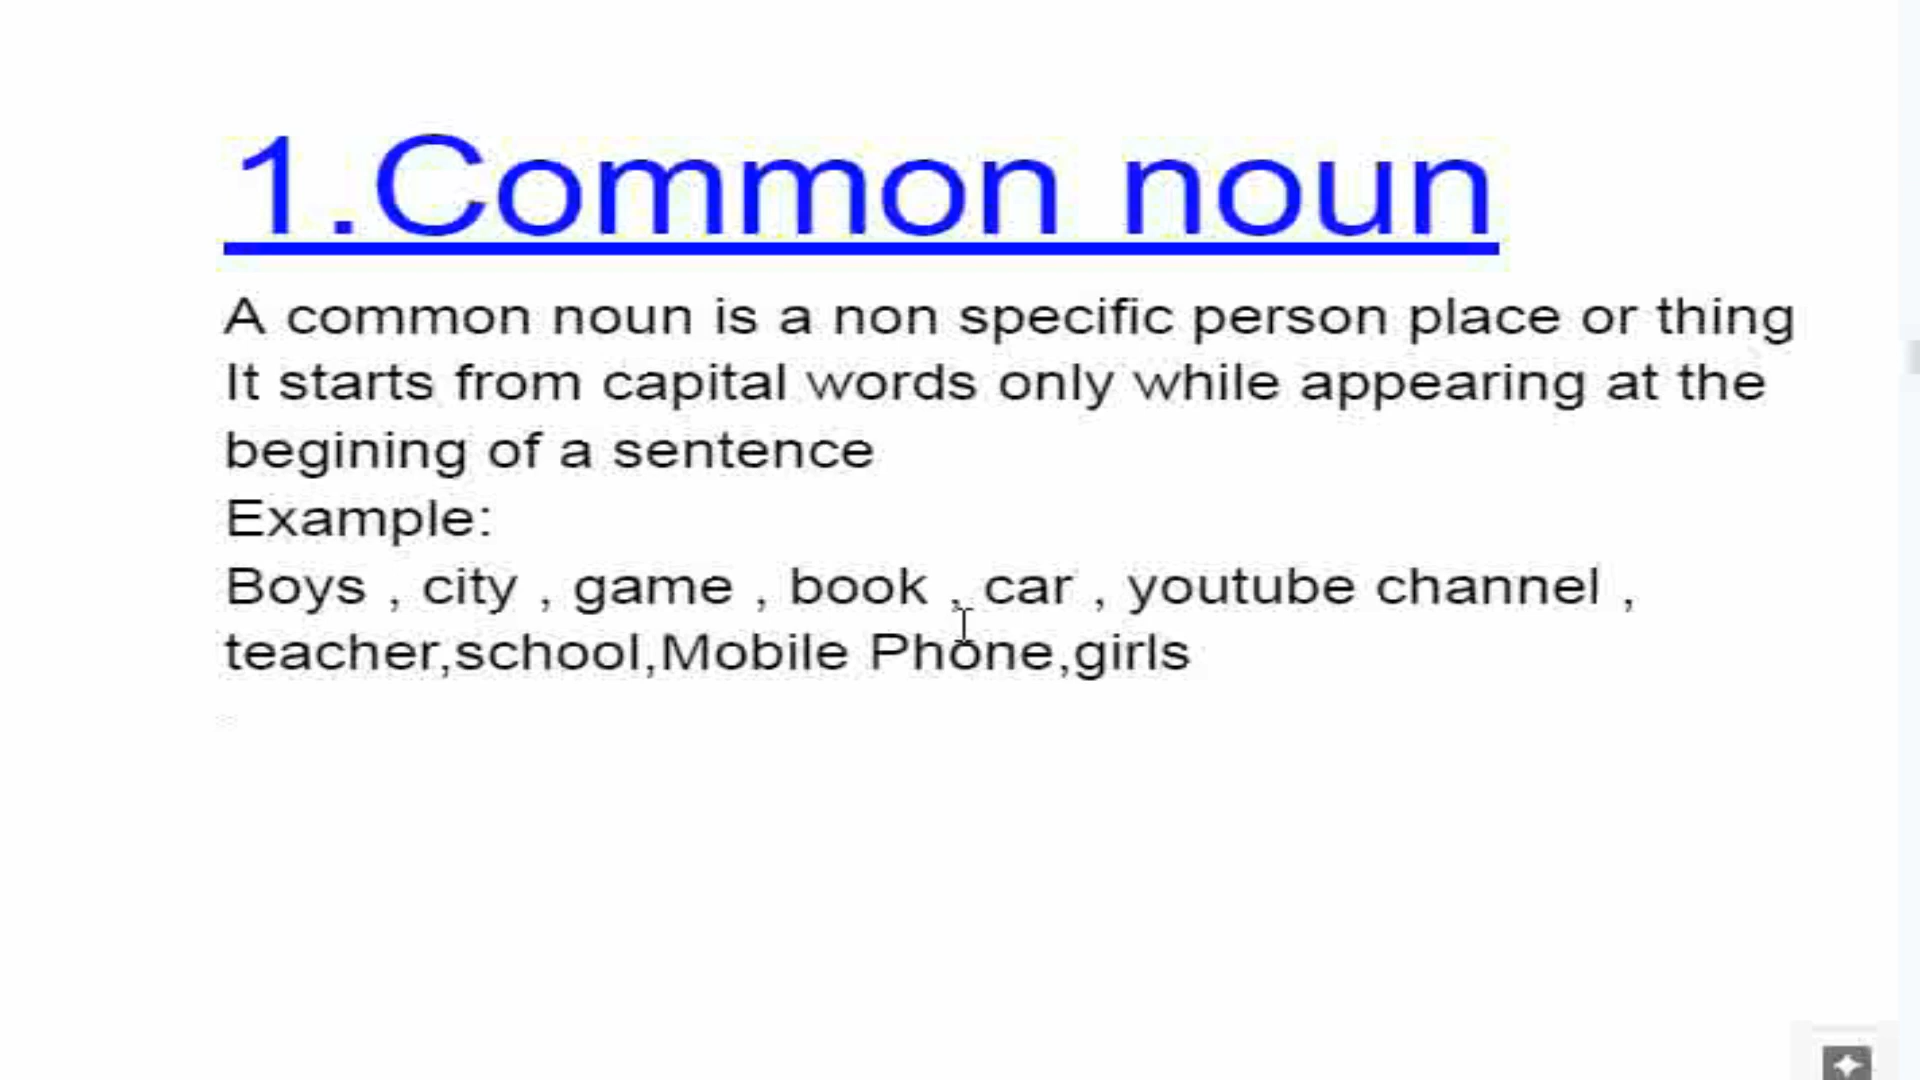 1.Common noun
A common noun is a non specific person place or thing
It starts from capital words only while appearing at the
begining of a sentence
Example:
Boys , city , game , book , car , youtube channel ,
teacher,school,Mobile Phone,girls